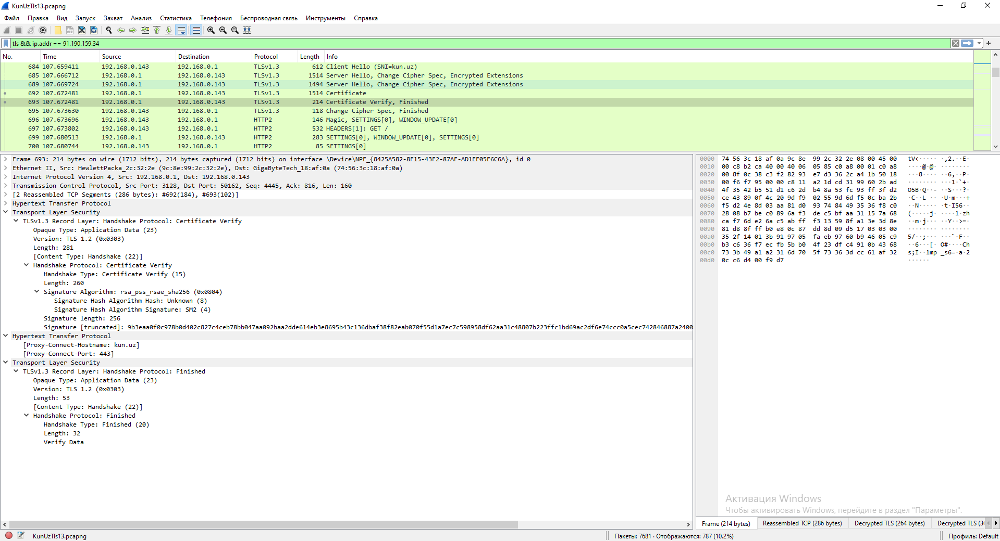 KunUzTls13.pcapng
Файл Правка Вид Запуск Захват Анализ Статистика Телефония Беспроводная связь Инструменты Справка
tls && ip.addr == 91.190.159.34
No. Time Source Destination Protocol Length Info
684 107.659411 192.168.0.143 192.168.0.1 TLSv1.3 612 Client Hello (SNI=kun.uz)
685 107.666712 192.168.0.1 192.168.0.143 TLSv1.3 1514 Server Hello, Change Cipher Spec, Encrypted Extensions
689 107.669724 192.168.0.1 192.168.0.143 TLSv1.3 1494 Server Hello, Change Cipher Spec, Encrypted Extensions
692 107.672481 192.168.0.1 192.168.0.143 TLSv1.3 1514 Certificate
693 107.672481 192.168.0.1 192.168.0.143 TLSv1.3 214 Certificate Verify, Finished
695 107.673630 192.168.0.143 192.168.0.1 TLSv1.3 118 Change Cipher Spec, Finished
696 107.673696 192.168.0.143 192.168.0.1 HTTP2 146 Magic, SETTINGS[0], WINDOW_UPDATE[0]
697 107.673802 192.168.0.143 192.168.0.1 HTTP2 532 HEADERS[1]: GET /
699 107.680513 192.168.0.1 192.168.0.143 HTTP2 283 SETTINGS[0], WINDOW_UPDATE[0], SETTINGS[0]
700 107.680744 192.168.0.143 192.168.0.1 HTTP2 85 SETTINGS[0]
Frame 693: 214 bytes on wire (1712 bits), 214 bytes captured (1712 bits) on interface \Device\NPF_{8425A582-8F15-43F2-87AF-AD1EF05F6C6A}, id 0
Ethernet II, Src: HewlettPacka_2c:32:2e (9c:8e:99:2c:32:2e), Dst: GigaByteTech_18:af:0a (74:56:3c:18:af:0a)
Internet Protocol Version 4, Src: 192.168.0.1, Dst: 192.168.0.143
Transmission Control Protocol, Src Port: 3128, Dst Port: 50162, Seq: 4445, Ack: 816, Len: 160
[2 Reassembled TCP Segments (286 bytes): #692(184), #693(102)]
Hypertext Transfer Protocol
Transport Layer Security
TLSv1.3 Record Layer: Handshake Protocol: Certificate Verify
Opaque Type: Application Data (23)
Version: TLS 1.2 (0x0303)
Length: 281
[Content Type: Handshake (22)]
Handshake Protocol: Certificate Verify
Handshake Type: Certificate Verify (15)
Length: 260
Signature Algorithm: rsa_pss_rsae_sha256 (0x0804)
Signature Hash Algorithm Hash: Unknown (8)
Signature Hash Algorithm Signature: SM2 (4)
Signature length: 256
Signature [truncated]: 9b3eaa0f0c978b0d402c827c4ceb78bb047aa092baa2dde614eb3e8695b43c136dbaf38f82eab070f55d1a7ec7c598958df62aa31c48807b223ffc1bd69ac2df6e74ccc0a5cec742846887a2400
Hypertext Transfer Protocol
[Proxy-Connect-Hostname: kun.uz]
[Proxy-Connect-Port: 443]
Transport Layer Security
TLSv1.3 Record Layer: Handshake Protocol: Finished
Opaque Type: Application Data (23)
Version: TLS 1.2 (0x0303)
Length: 53
[Content Type: Handshake (22)]
Handshake Protocol: Finished
Handshake Type: Finished (20)
Length: 32
Verify Data
0000 74 56 3c 18 af 0a 9c 8e 99 2c 32 2e 08 00 45 00 tV<····· ·,2.··E·
0010 00 c8 b2 ca 40 00 40 06 05 85 c0 a8 00 01 c0 a8 ····@·@· ········
0020 00 8f 0c 38 c3 f2 82 93 e7 d3 36 2c a4 1b 50 18 ···8···· ··6,··P·
0030 00 f6 f7 95 00 00 c8 11 a2 1d cd 31 99 60 2b ad ········ ···1·`+·
0040 4f 35 42 b5 51 d1 c6 2d b4 8a 53 fc 93 ff 3f d2 O5B·Q··- ··S···?·
0050 ce 43 89 0f 4c 20 9d f9 02 55 9d 6d f5 0c ba 2b ·C··L ·· ·U·m···+
0060 f5 d2 4e 8d 03 aa 81 d0 93 74 84 49 35 36 f8 c0 ··N····· ·t·I56··
0070 28 08 b7 be c0 89 6a f3 de c5 bf aa 31 15 7a 68 (·····j· ····1·zh
0080 ca f7 6d e2 6a c5 ab ff f3 13 59 8f a1 3e 3d 8e ··m·j··· ··Y··>=·
0090 81 d8 8f ff b0 e8 0c 87 dd 8d 09 d5 17 03 03 00 ········ ········
00a0 35 2f 14 01 3b 91 97 05 fa eb 97 60 b9 46 05 c9 5/··;··· ···`·F··
00b0 b3 c6 36 f7 ec fb 5b b0 4f 23 df c4 91 0b 43 68 ··6···[· O#····Ch
00c0 73 3b 49 a1 a2 31 6d 70 5f 73 36 3d cc 61 af 32 s;I··1mp _s6=·a·2
00d0 0c c6 d4 00 f9 d7 ······
Активация Windows
Чтобы активировать Windows, перейдите в раздел "Параметры".
Frame (214 bytes) Reassembled TCP (286 bytes) Decrypted TLS (264 bytes) Decrypted TLS (3
KunUzTls13.pcapng Пакеты: 7681 · Отображаются: 787 (10.2%) Профиль: Default